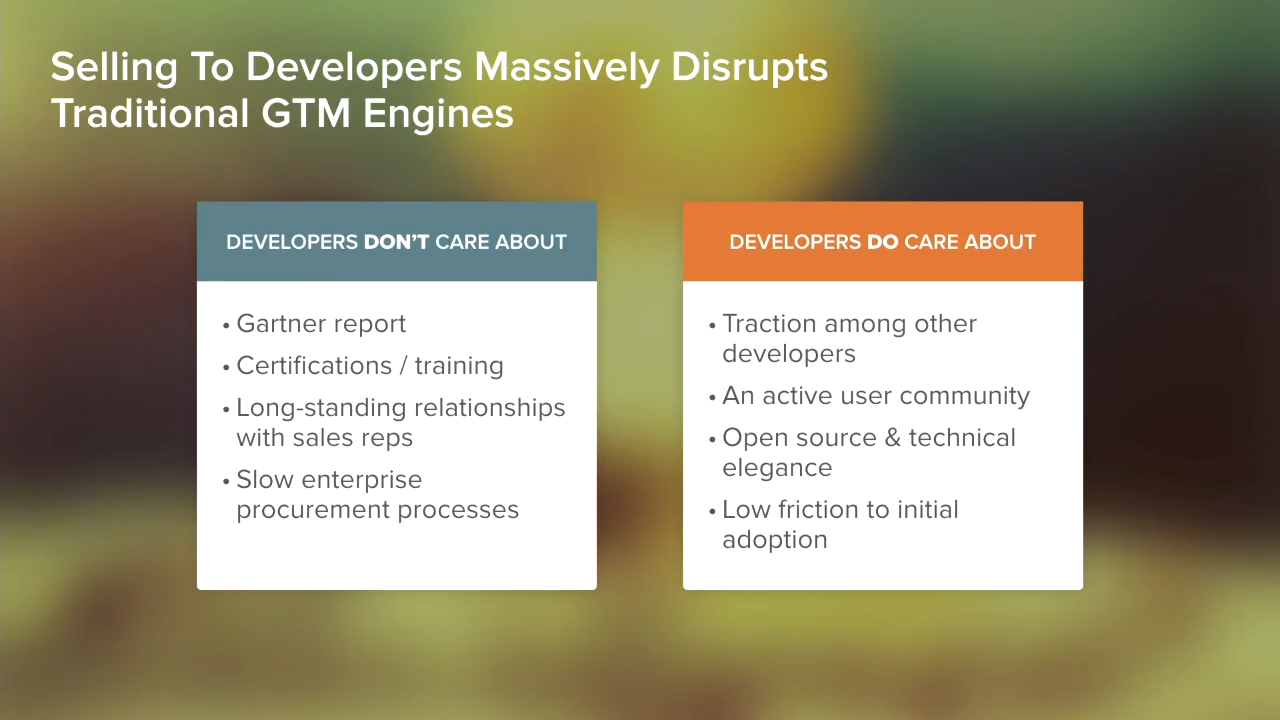 Selling To Developers Massively Disrupts
Traditional GTM Engines
DEVELOPERS DON'T CARE ABOUT
• Gartner report
• Certifications / training
• Long-standing relationships
with sales reps
• Slow enterprise
procurement processes
DEVELOPERS DO CARE ABOUT
• Traction among other
developers
• An active user community
• Open source & technical
elegance
• Low friction to initial
adoption